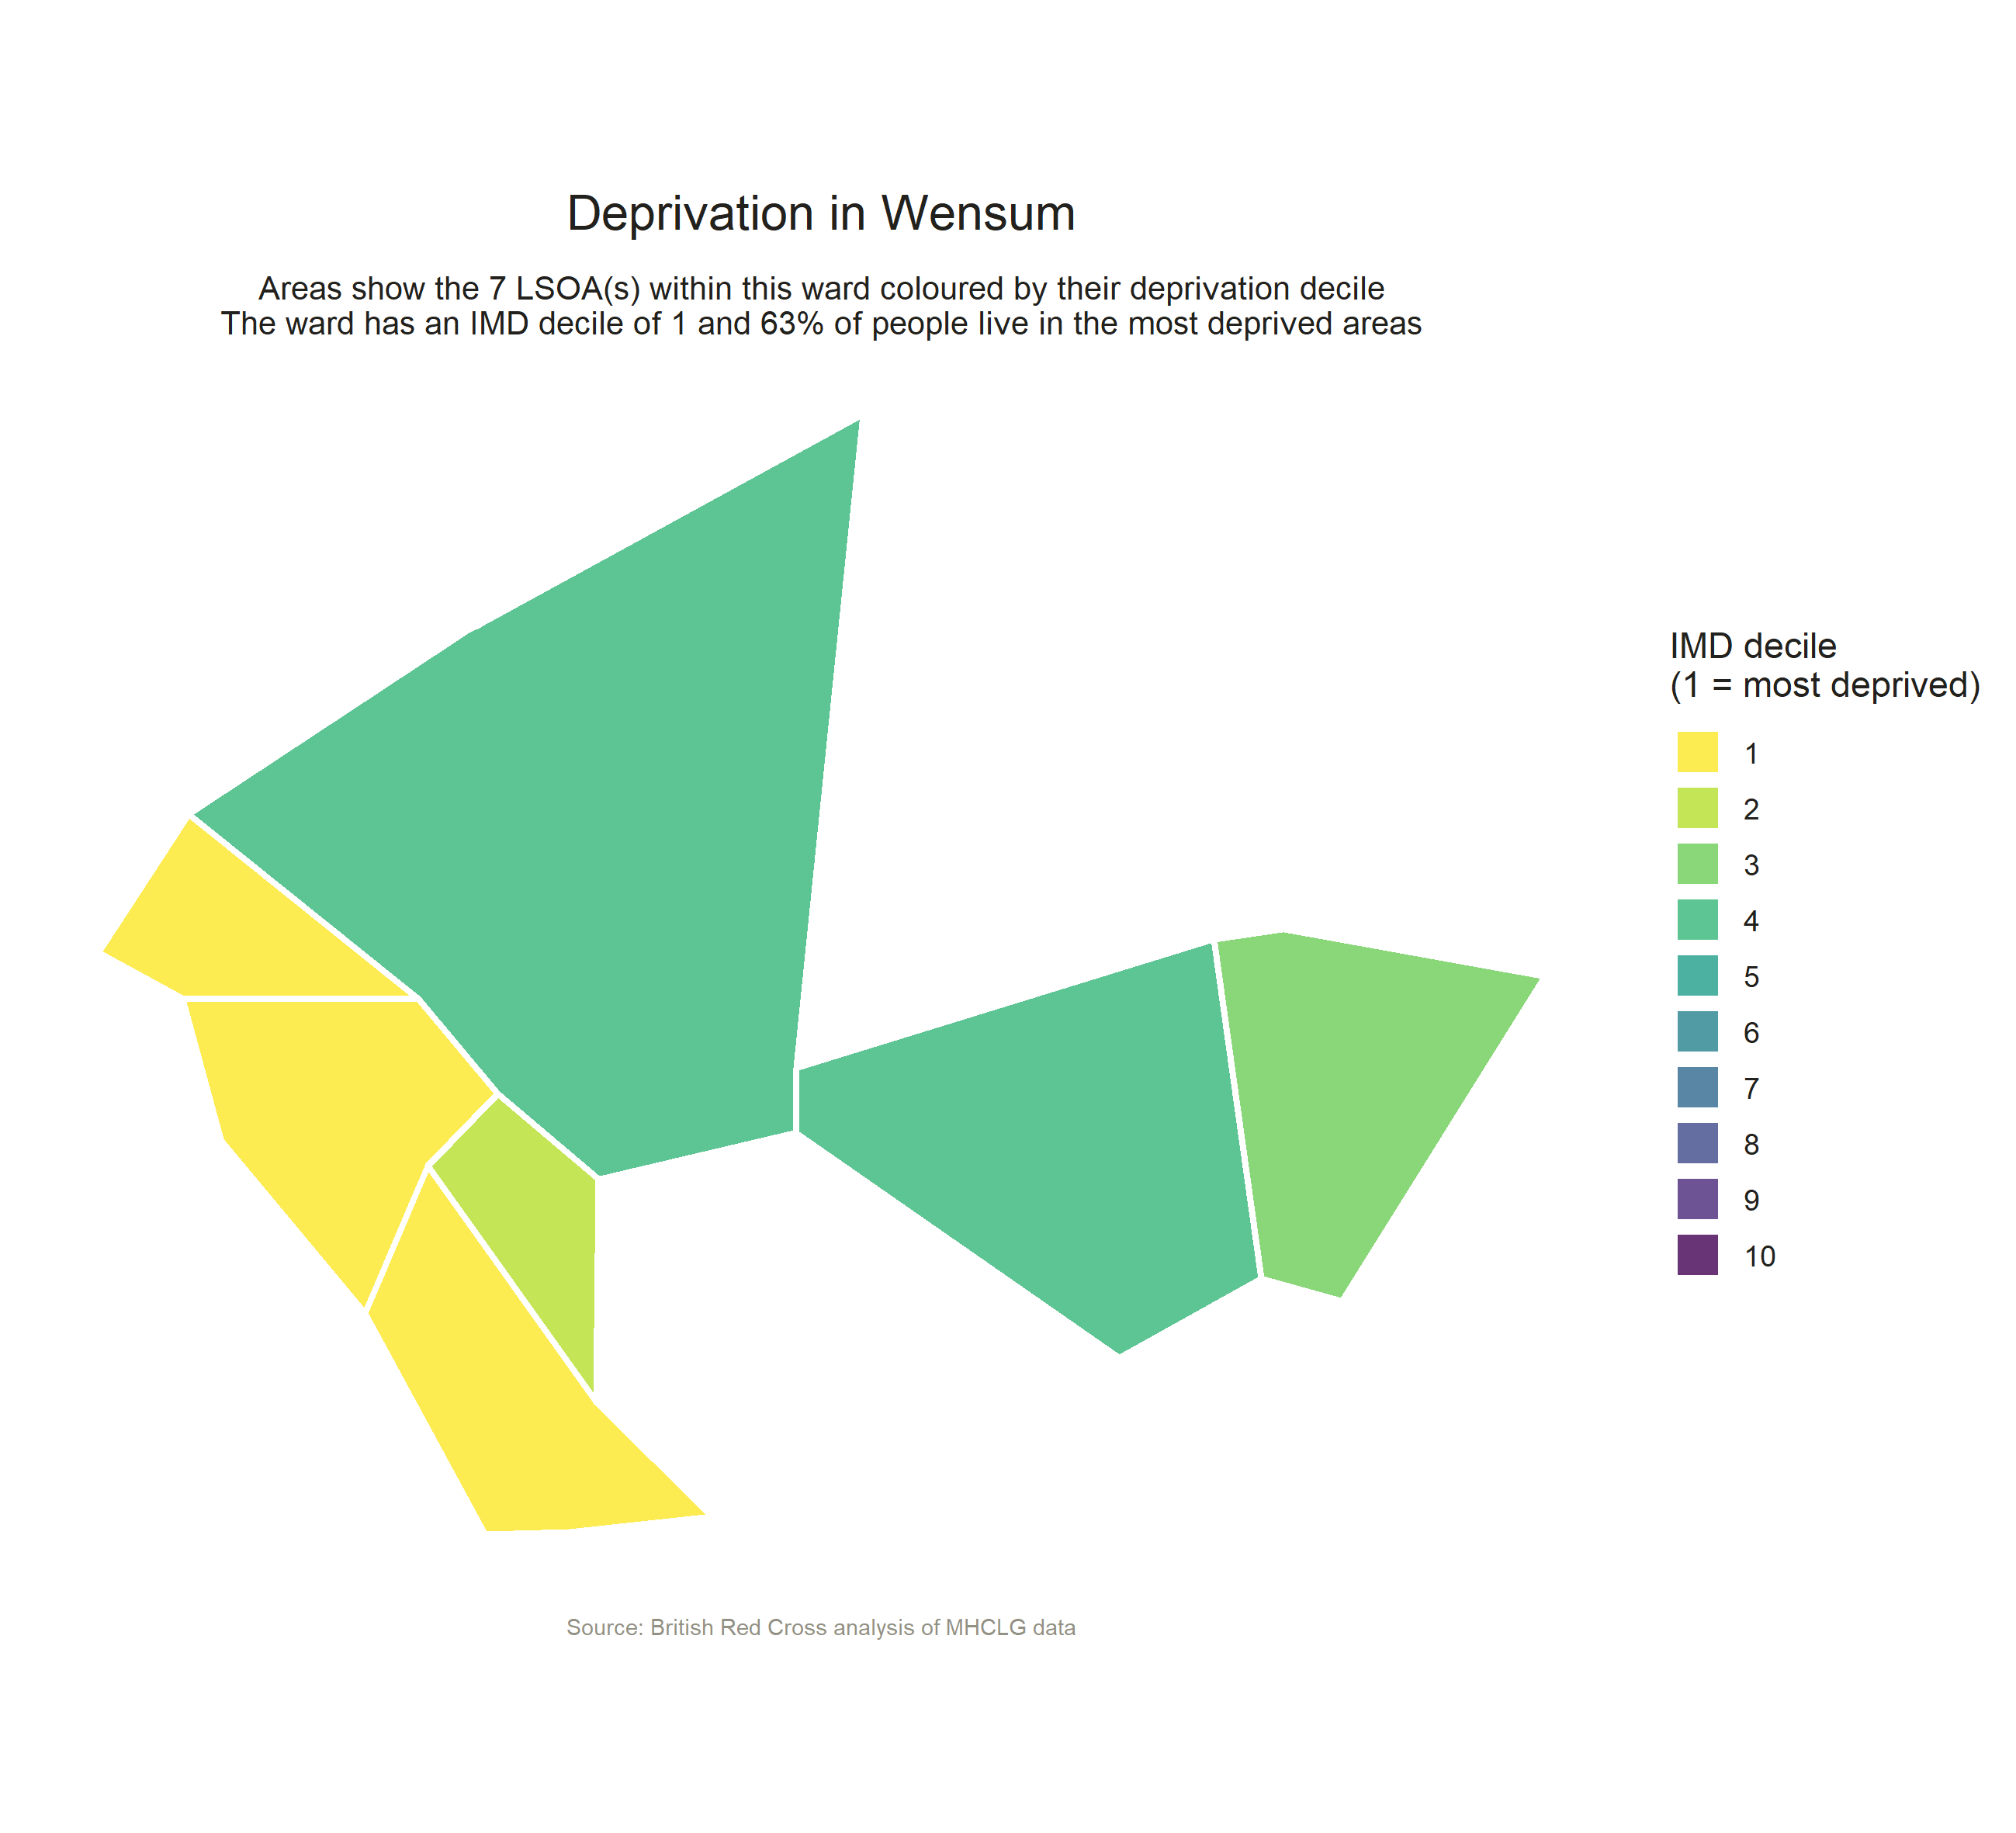 Deprivation in Wensum
Areas show the 7 LSOA(s) within this ward coloured by their deprivation decile
The ward has an IMD decile of 1 and 63% of people live in the most deprived areas
IMD decile
(1 = most deprived)
1
2
3
4
5
6
7
8
9
10
Source: British Red Cross analysis of MHCLG data